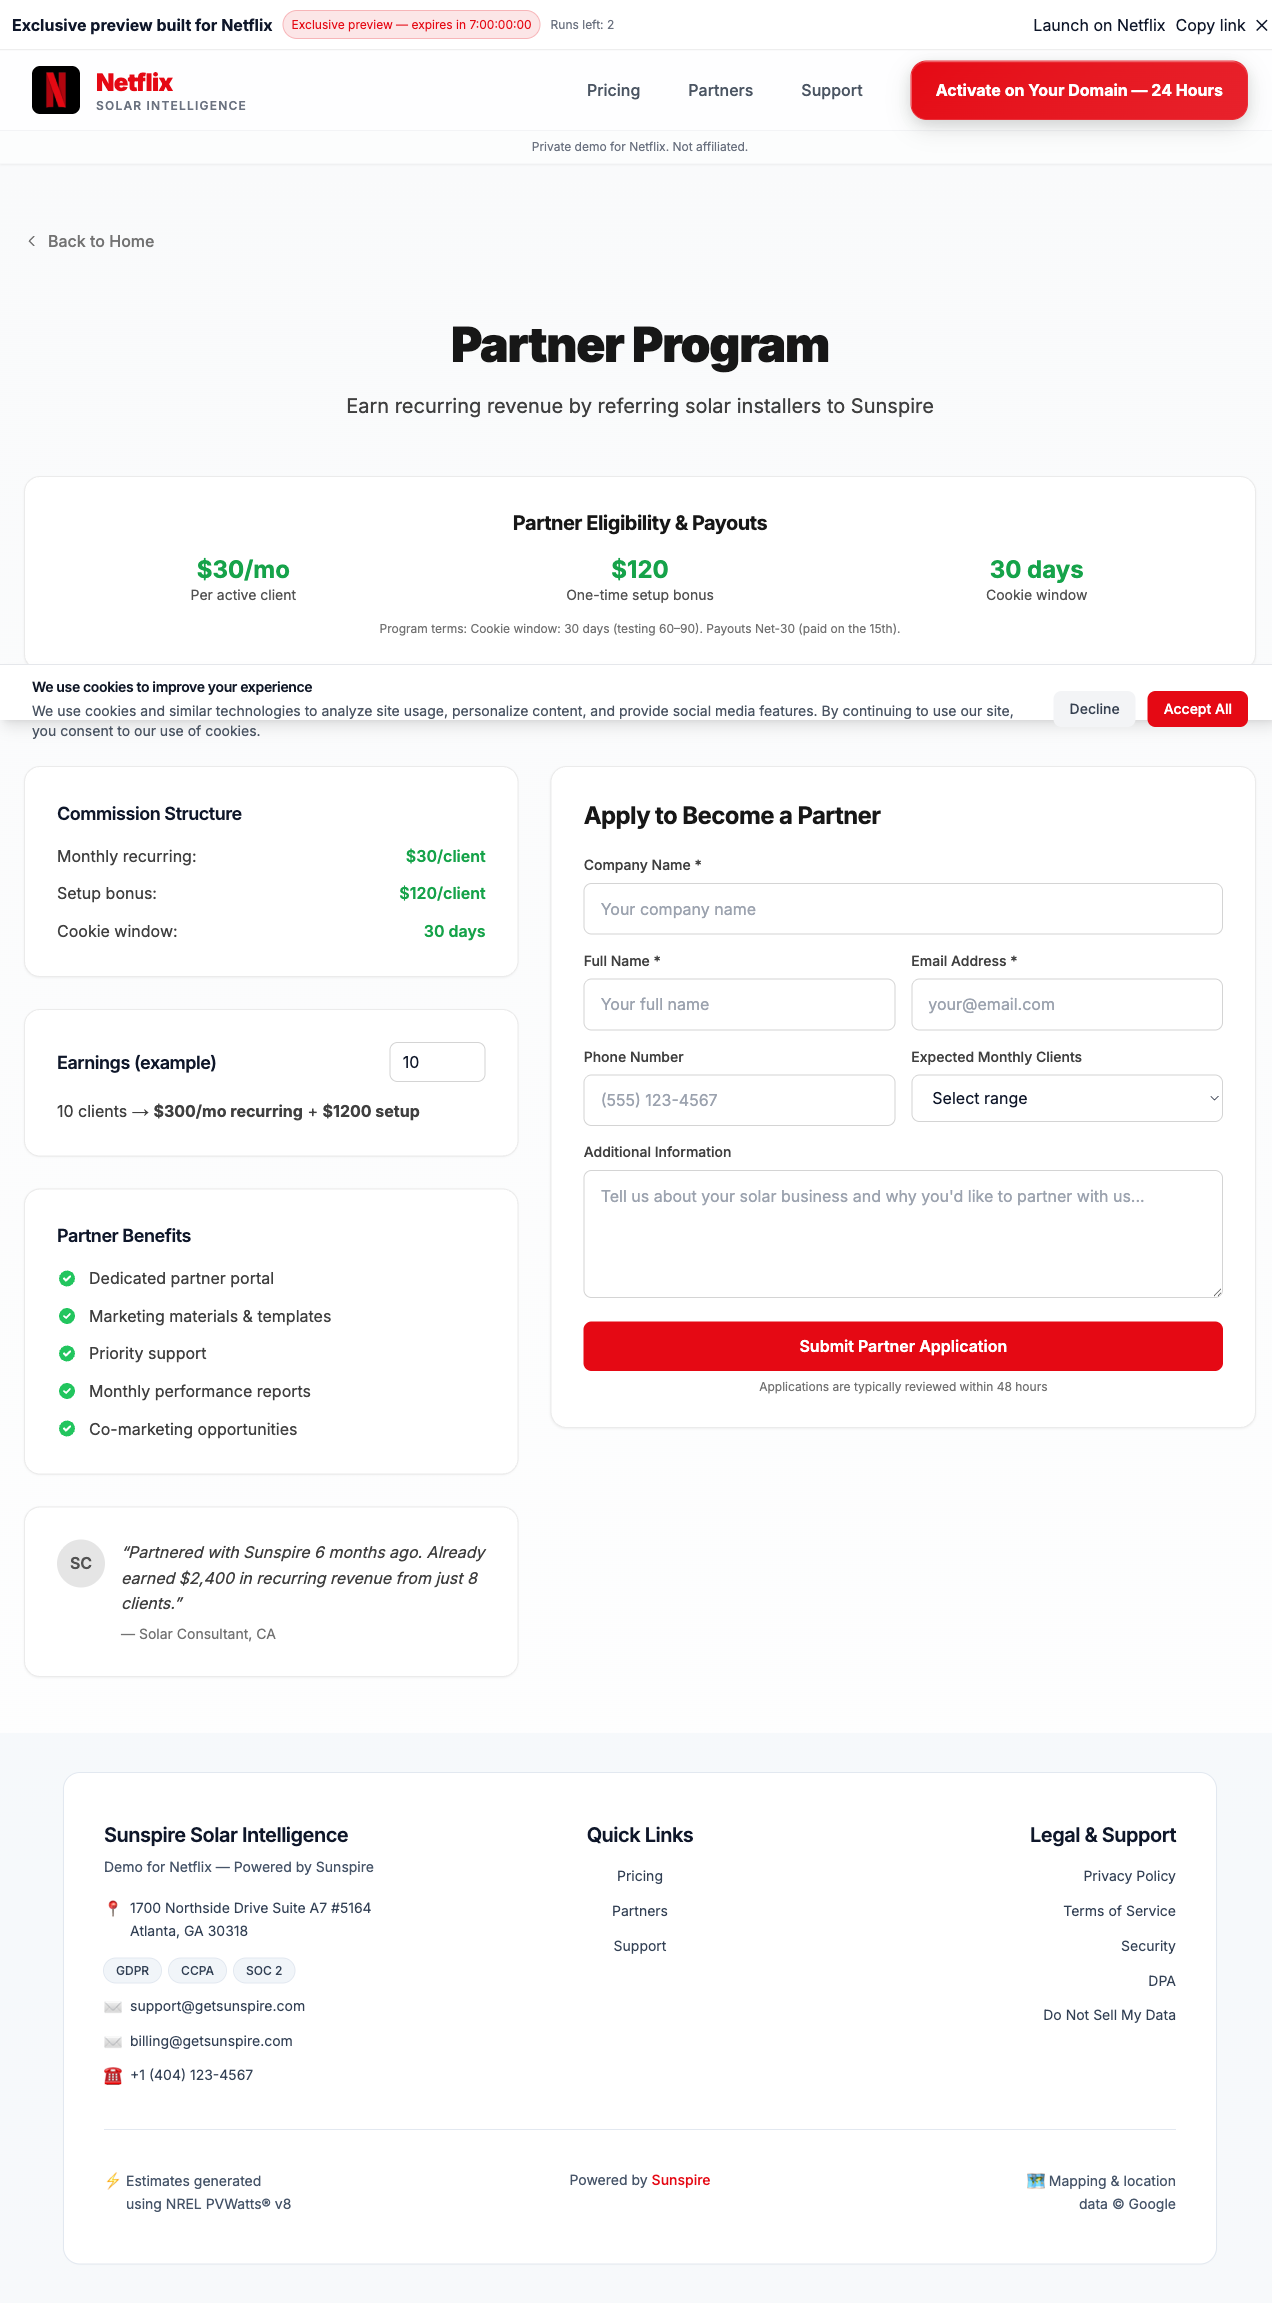 Exclusive preview built for Netflix
Exclusive preview — expires in 7:00:00:00
Runs left: 2
Launch on Netflix
Copy link
Netflix
SOLAR INTELLIGENCE
Pricing
Partners
Support
Activate on Your Domain — 24 Hours
Private demo for Netflix. Not affiliated.
Back to Home
Partner Program
Earn recurring revenue by referring solar installers to Sunspire
Partner Eligibility & Payouts
$30/mo
Per active client
$120
One-time setup bonus
30 days
Cookie window
Program terms: Cookie window: 30 days (testing 60–90). Payouts Net-30 (paid on the 15th).
We use cookies to improve your experience
We use cookies and similar technologies to analyze site usage, personalize content, and provide social media features. By continuing to use our site,
you consent to our use of cookies.
Decline
Accept All
Commission Structure
Monthly recurring:
$30/client
Setup bonus:
$120/client
Cookie window:
30 days
Earnings (example)
10
10 clients → $300/mo recurring + $1200 setup
Partner Benefits
Dedicated partner portal
Marketing materials & templates
Priority support
Monthly performance reports
Co-marketing opportunities
SC
“Partnered with Sunspire 6 months ago. Already
earned $2,400 in recurring revenue from just 8
clients.”
— Solar Consultant, CA
Apply to Become a Partner
Company Name *
Your company name
Full Name *
Your full name
Email Address *
your@email.com
Phone Number
(555) 123-4567
Expected Monthly Clients
Select range
Additional Information
Tell us about your solar business and why you'd like to partner with us...
Submit Partner Application
Applications are typically reviewed within 48 hours
Sunspire Solar Intelligence
Demo for Netflix — Powered by Sunspire
1700 Northside Drive Suite A7 #5164
Atlanta, GA 30318
GDPR
CCPA
SOC 2
support@getsunspire.com
billing@getsunspire.com
+1 (404) 123-4567
Quick Links
Pricing
Partners
Support
Legal & Support
Privacy Policy
Terms of Service
Security
DPA
Do Not Sell My Data
Estimates generated
using NREL PVWatts® v8
Powered by Sunspire
Mapping & location
data © Google